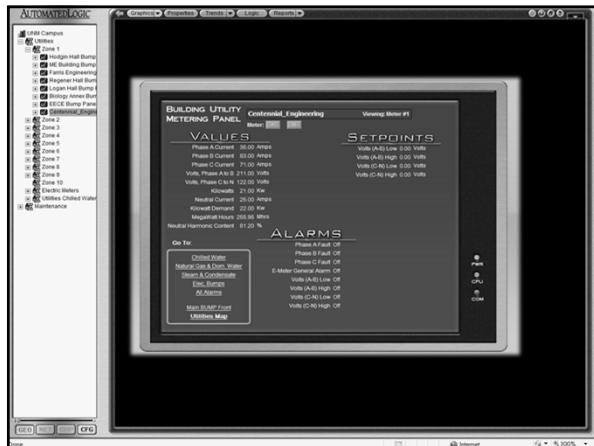 AUTOMATEDLOGIC
Graphics Properties Trends Logic Reports
UNM Campus
Utilities
Zone 1
Hodgin Hall Bump
ME Building Bump
Farris Engineering
Regener Hall Bum
Logan Hall Bump
Biology Annex Bum
EECE Bump Pane
Centennial_Engine
Zone 2
Zone 3
Zone 4
Zone 5
Zone 6
Zone 7
Zone 8
Zone 9
Zone 10
Electric Meters
Utilities Chilled Water
Maintenance
BUILDING UTILITY
METERING PANEL
Centennial_Engineering Viewing: Meter #1
Meter:
VALUES
Phase A Current 36.00 Amps
Phase B Current 63.00 Amps
Phase C Current 71.00 Amps
Volts, Phase A to B 211.00 Volts
Volts, Phase C to N 122.00 Volts
Kilowatts 21.00 Kw
Neutral Current 25.00 Amps
Kilowatt Demand 22.00 Kw
MegaWatt Hours 266.95 Mhrs
Neutral Harmonic Content 81.20 %
SETPOINTS
Volts (A-B) Low 0.00 Volts
Volts (A-B) High 0.00 Volts
Volts (C-N) Low 0.00 Volts
Volts (C-N) High 0.00 Volts
ALARMS
Phase A Fault Off
Phase B Fault Off
Phase C Fault Off
E-Meter General Alarm Off
Volts (A-B) Low Off
Volts (A-B) High Off
Volts (C-N) Low Off
Volts (C-N) High Off
Go To:
Chilled Water
Natural Gas & Dom. Water
Steam & Condensate
Elec. Bumps
All Alarms
Main BUMP Front
Utilities Map
PWR
CPU
COM
GEO NET CFG
Done Internet 100%